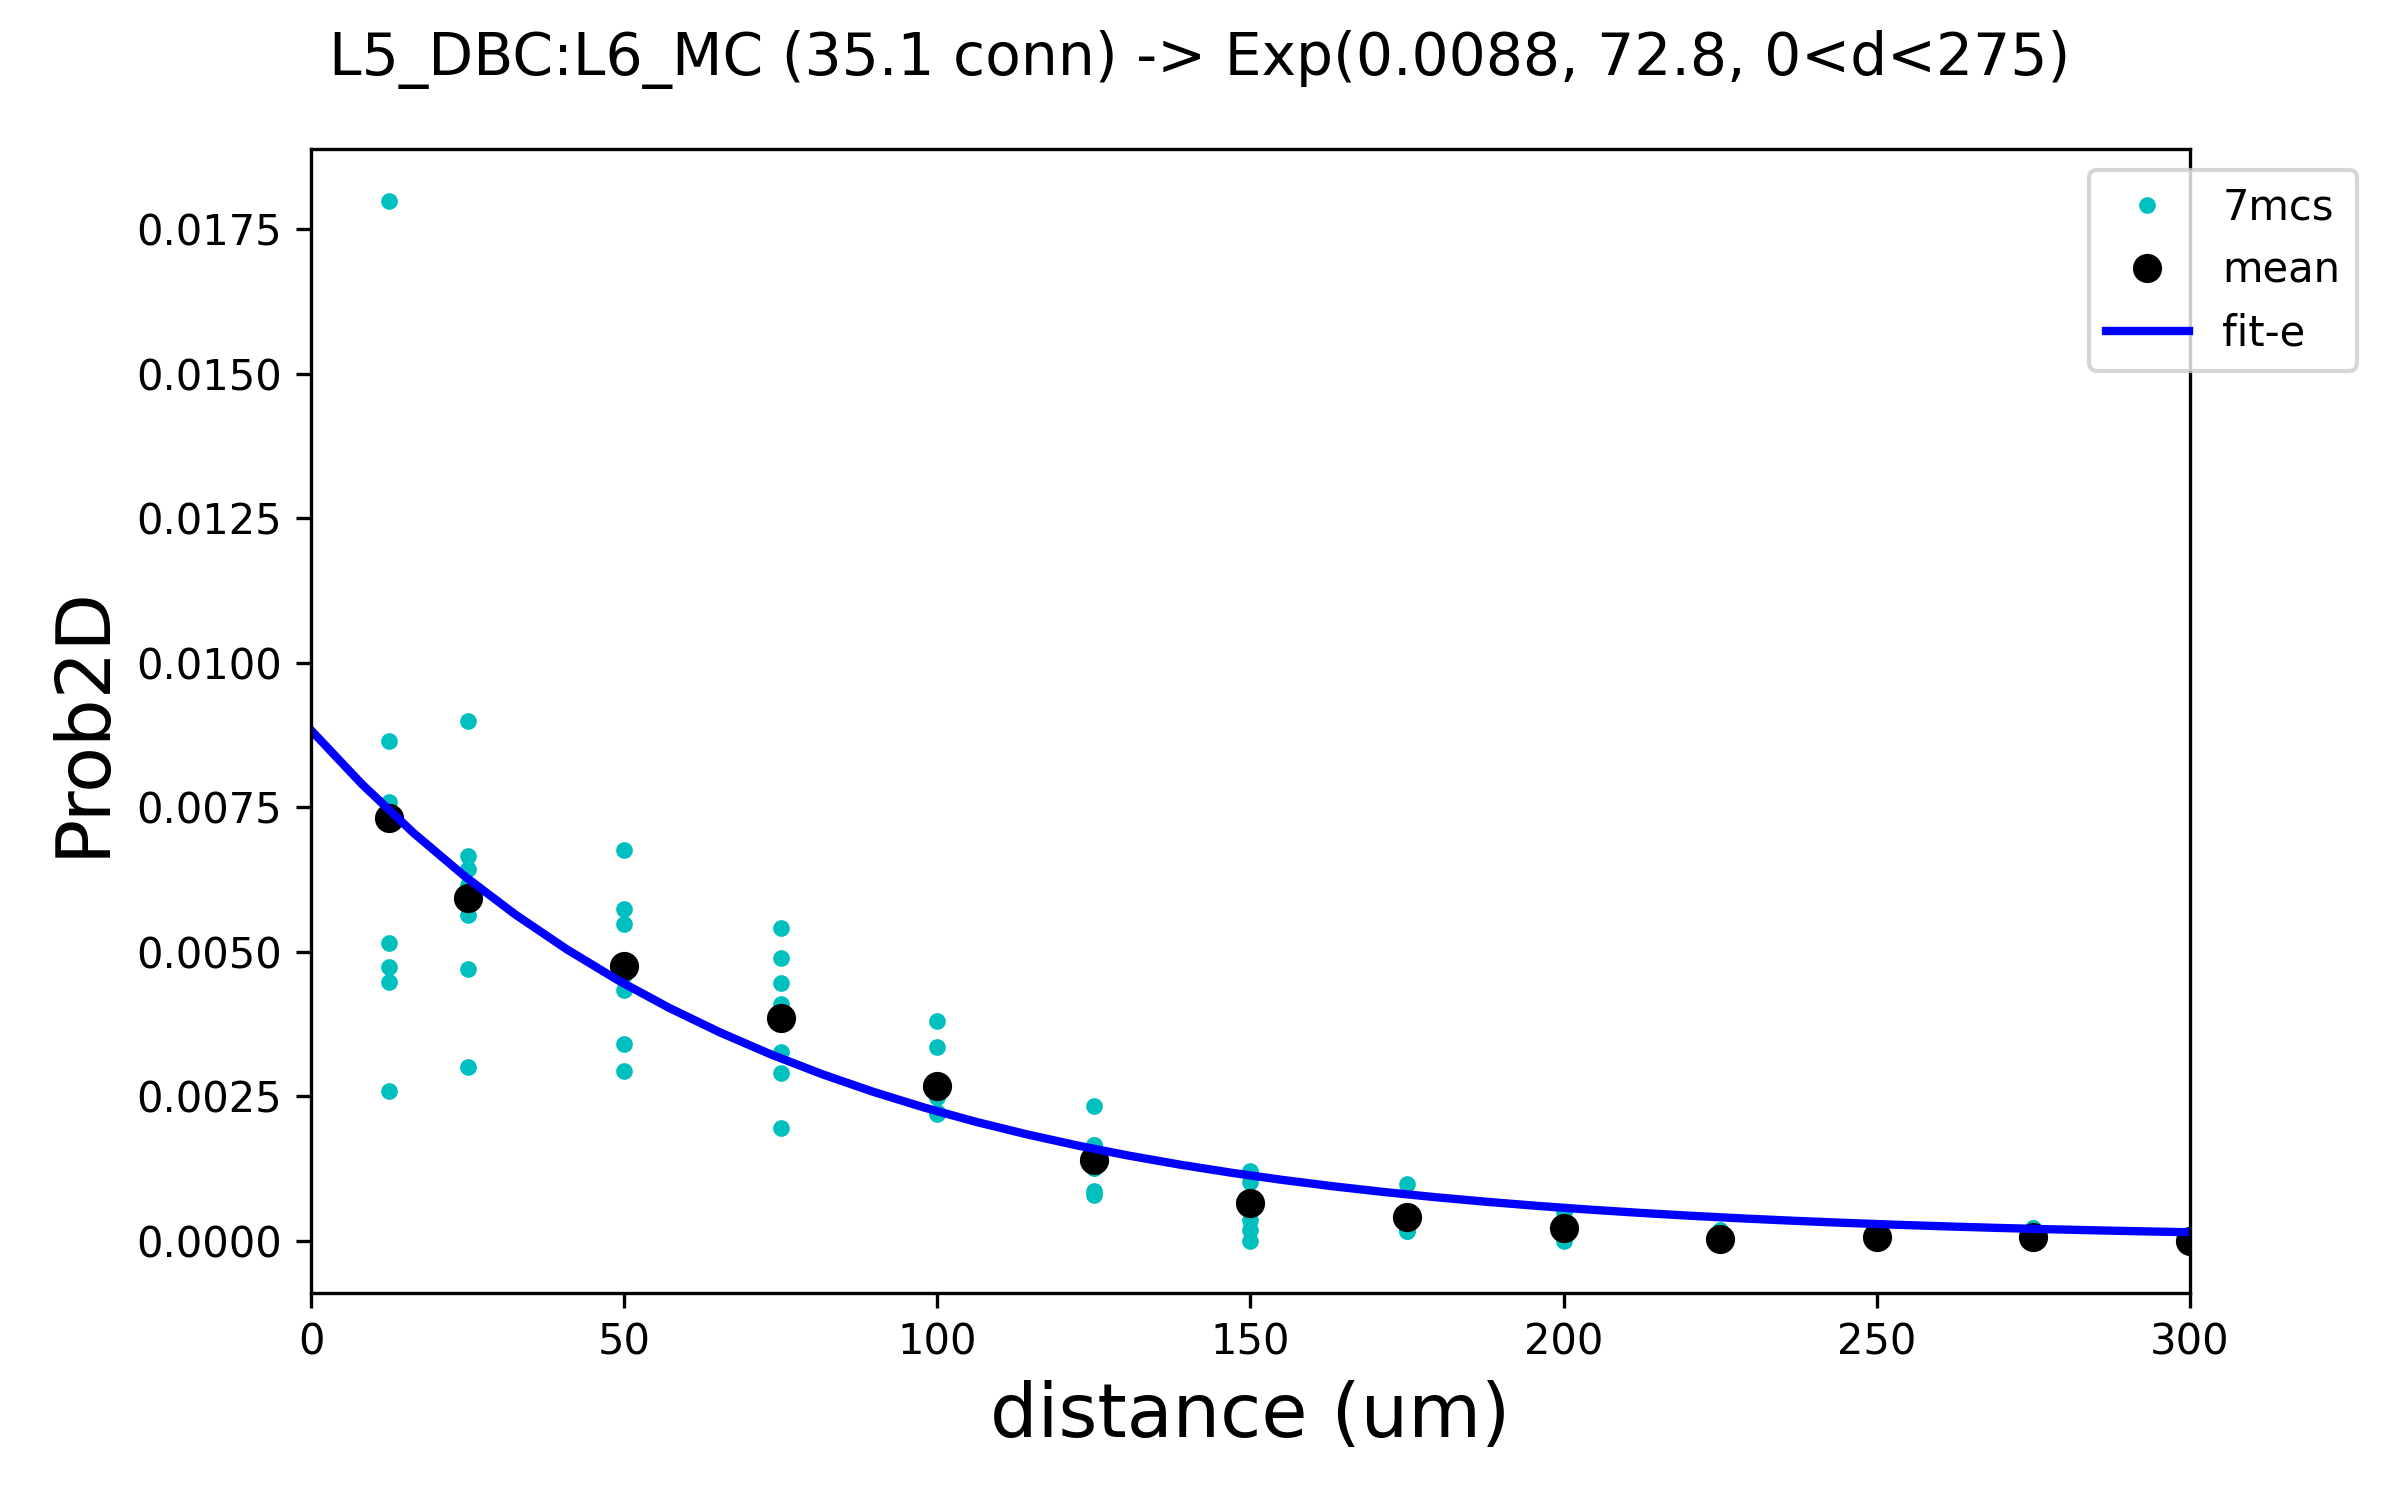 L5_DBC:L6_MC (35.1 conn) -> Exp(0.0088, 72.8, 0<d<275)
7mcs
mean
fit-e
Prob2D
0.0175
0.0150
0.0125
0.0100
0.0075
0.0050
0.0025
0.0000
0 50 100 150 200 250 300
distance (um)